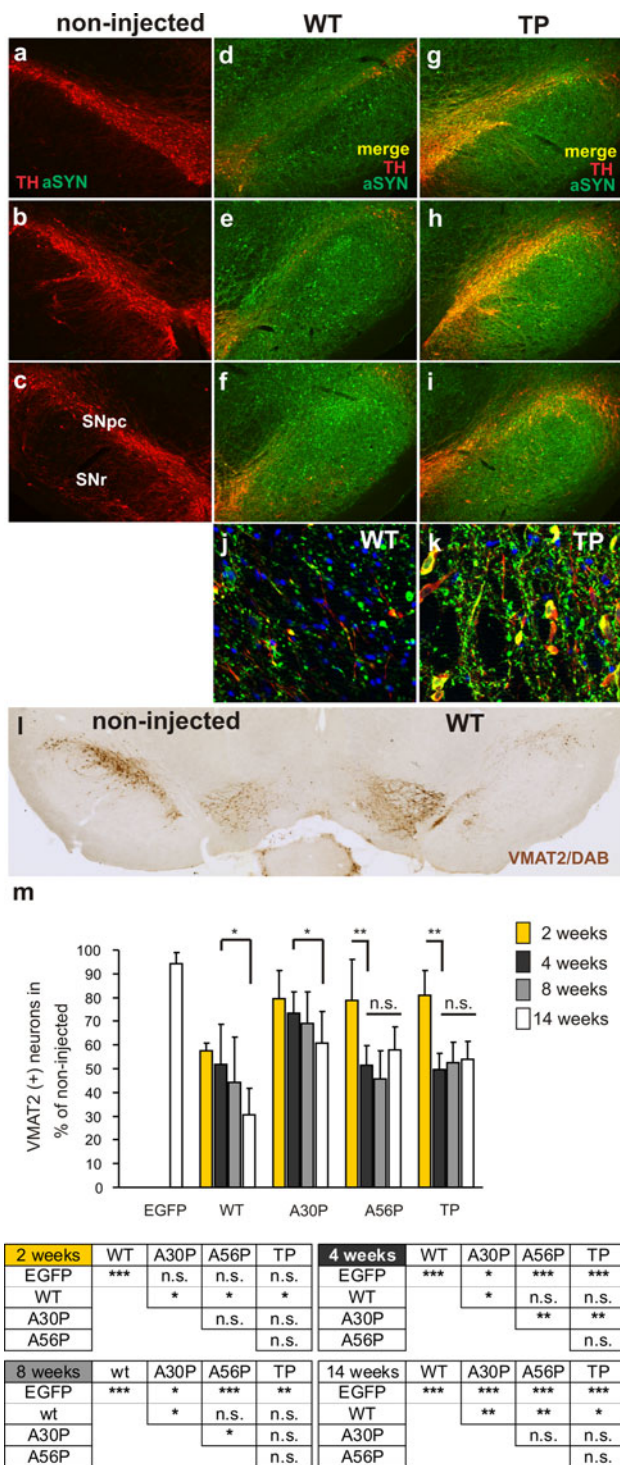 non-injected WT TP
a d g
merge merge
TH aSYN TH TH
aSYN aSYN
b e h
c f i
SNpc
SNr
j WT k TP
l non-injected WT
VMAT2/DAB
m
* * ** **
n.s. n.s.
2 weeks
4 weeks
8 weeks
14 weeks
VMAT2 (+) neurons in
% of non-injected
100
90
80
70
60
50
40
30
20
10
0
EGFP WT A30P A56P TP
2 weeks WT A30P A56P TP
EGFP *** n.s. n.s. n.s.
WT * * *
A30P n.s. n.s.
A56P n.s.
4 weeks WT A30P A56P TP
EGFP *** * *** ***
WT * n.s. n.s.
A30P ** **
A56P n.s.
8 weeks wt A30P A56P TP
EGFP *** * *** **
wt * n.s. n.s.
A30P * n.s.
A56P n.s.
14 weeks WT A30P A56P TP
EGFP *** *** *** ***
WT ** ** *
A30P n.s. n.s.
A56P n.s.